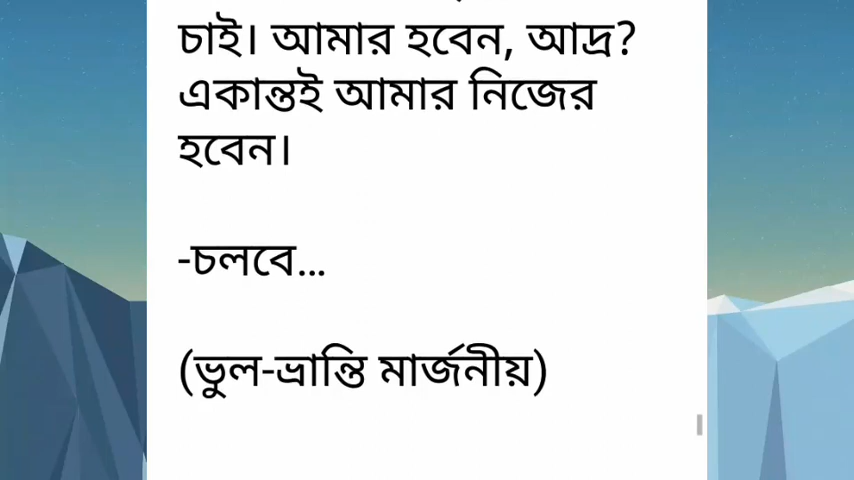 চাই। আমার হবেন, আদ্র?
একান্তই আমার নিজের
হবেন।
-চলবে...
(ভুল-ভ্রান্তি মার্জনীয়)